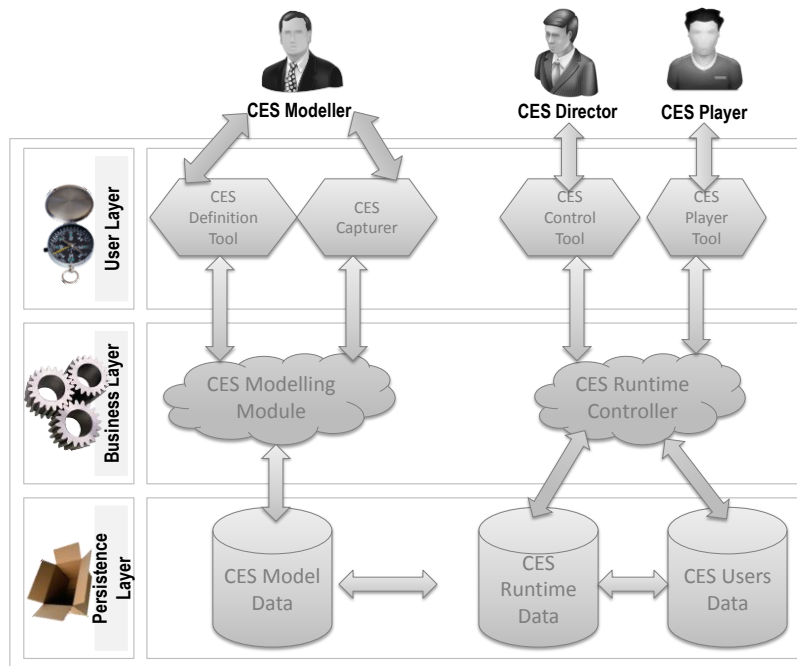 CES Modeller
CES Director
CES Player
User Layer
CES
Definition
Tool
CES
Capturer
CES
Control
Tool
CES
Player
Tool
Business Layer
CES Modelling
Module
CES Runtime
Controller
Persistence
Layer
CES Model
Data
CES
Runtime
Data
CES Users
Data